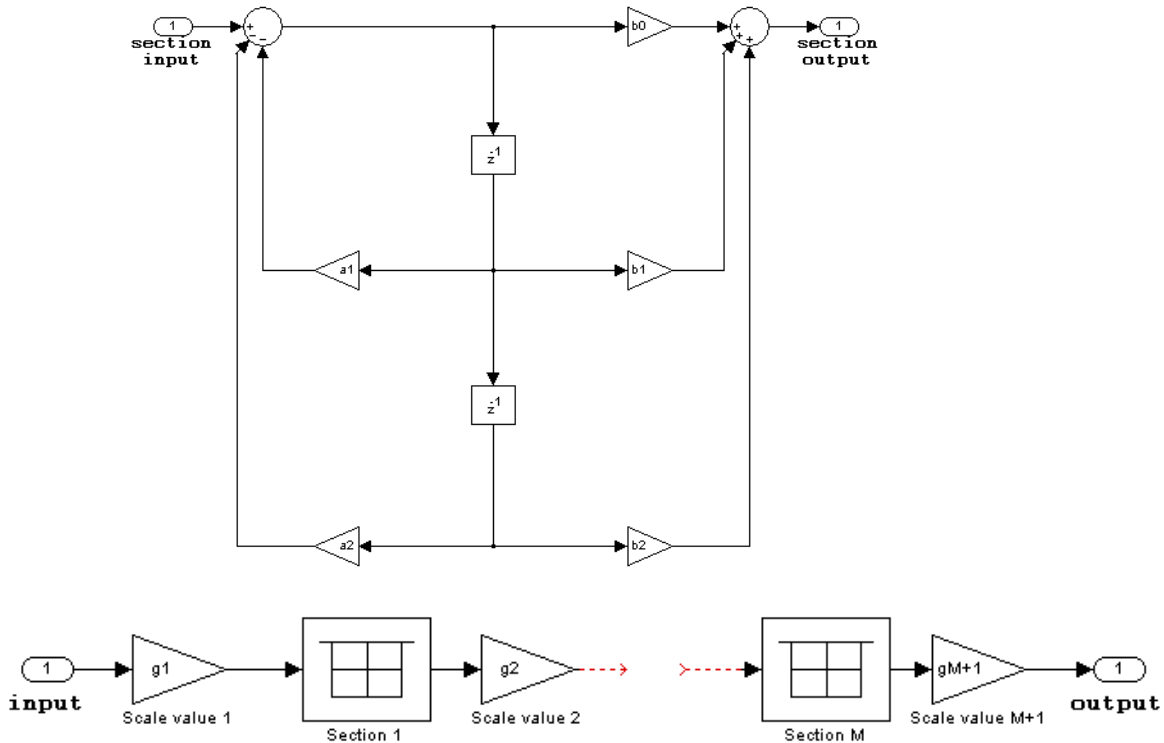 1
section
input
+
−
−
b0
+
+
+
1
section
output
z-1
a1
b1
z-1
a2
b2
1
input
g1
Scale value 1
Section 1
g2
Scale value 2
Section M
gM+1
Scale value M+1
1
output